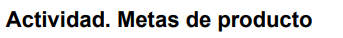 Actividad. Metas de producto